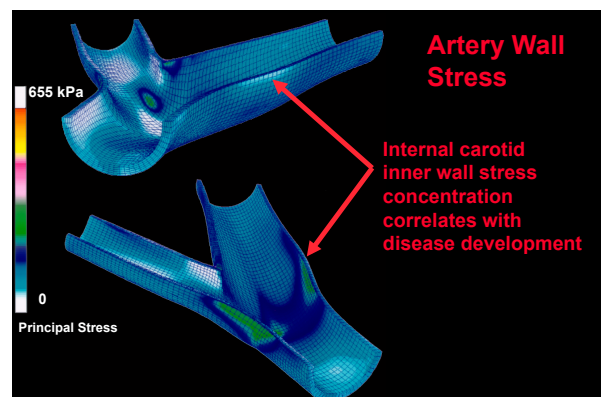 Artery Wall
Stress
655 kPa
Internal carotid
inner wall stress
concentration
correlates with
disease development
0
Principal Stress